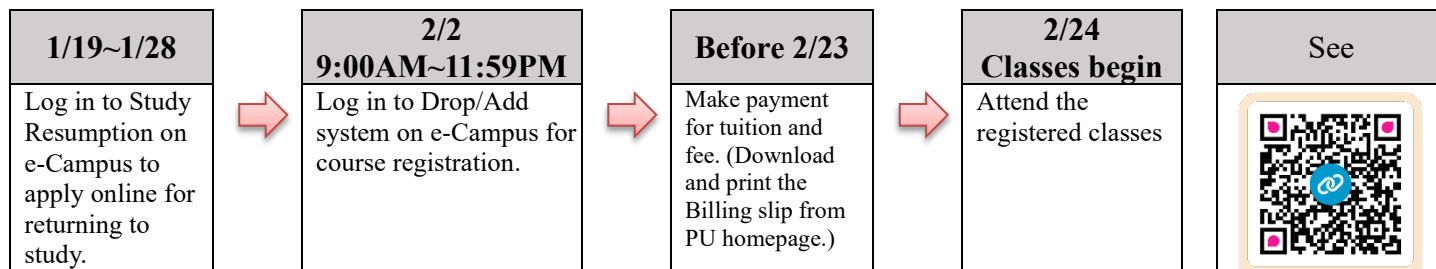 1/19~1/28
Log in to Study
Resumption on
e-Campus to
apply online for
returning to
study.
2/2
9:00AM~11:59PM
Log in to Drop/Add
system on e-Campus for
course registration.
Before 2/23
Make payment
for tuition and
fee. (Download
and print the
Billing slip from
PU homepage.)
2/24
Classes begin
Attend the
registered classes
See